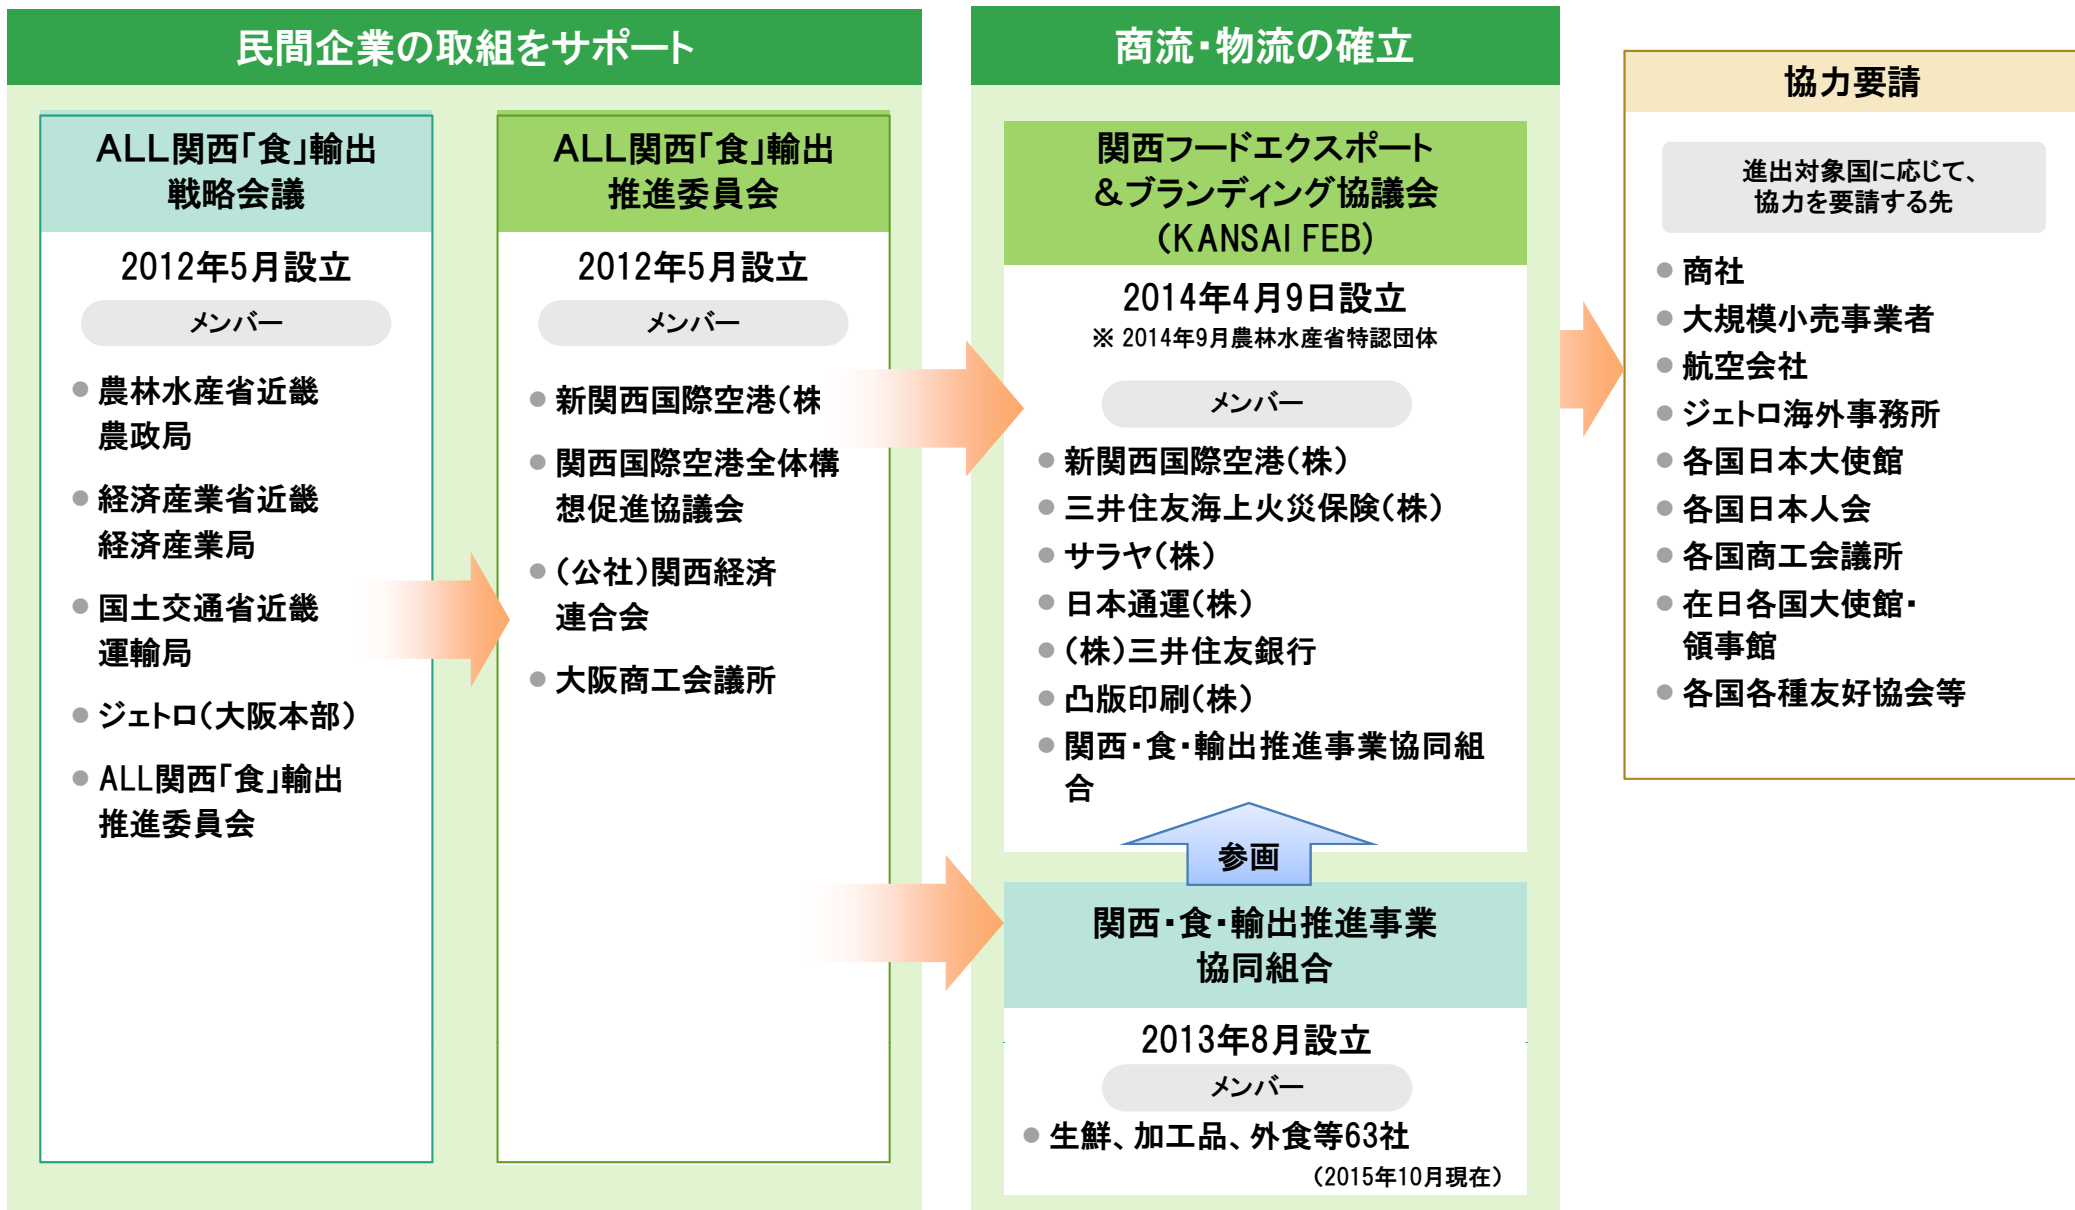 民間企業の取組をサポート
ALL関西「食」輸出
戦略会議
2012年5月設立
メンバー
農林水産省近畿
農政局
経済産業省近畿
経済産業局
国土交通省近畿
運輸局
ジェトロ(大阪本部)
ALL関西「食」輸出
推進委員会
ALL関西「食」輸出
推進委員会
2012年5月設立
メンバー
新関西国際空港(株
関西国際空港全体構
想促進協議会
(公社)関西経済
連合会
大阪商工会議所
商流・物流の確立
関西フードエクスポート
&ブランディング協議会
(KANSAI FEB)
2014年4月9日設立
※ 2014年9月農林水産省特認団体
メンバー
新関西国際空港(株)
三井住友海上火災保険(株)
サラヤ(株)
日本通運(株)
(株)三井住友銀行
凸版印刷(株)
関西・食・輸出推進事業協同組
合
参画
関西・食・輸出推進事業
協同組合
2013年8月設立
メンバー
生鮮、加工品、外食等63社
(2015年10月現在)
協力要請
進出対象国に応じて、
協力を要請する先
商社
大規模小売事業者
航空会社
ジェトロ海外事務所
各国日本大使館
各国日本人会
各国商工会議所
在日各国大使館・
領事館
各国各種友好協会等